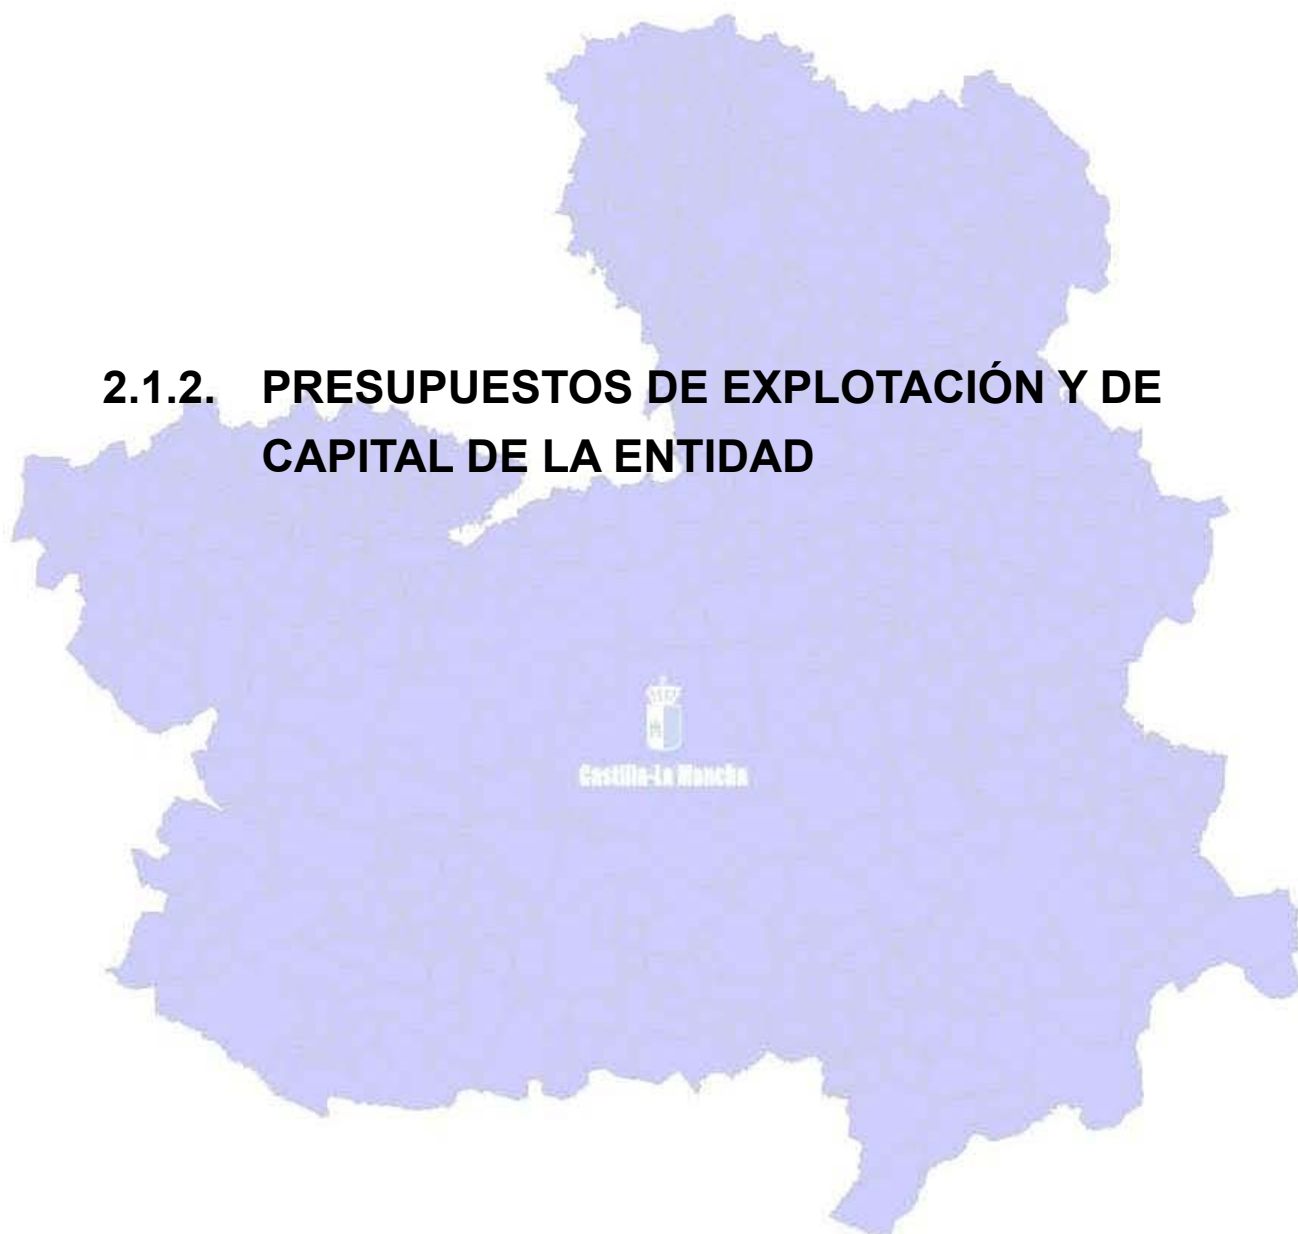 2.1.2. PRESUPUESTOS DE EXPLOTACIÓN Y DE
CAPITAL DE LA ENTIDAD
Castilla-La Mancha